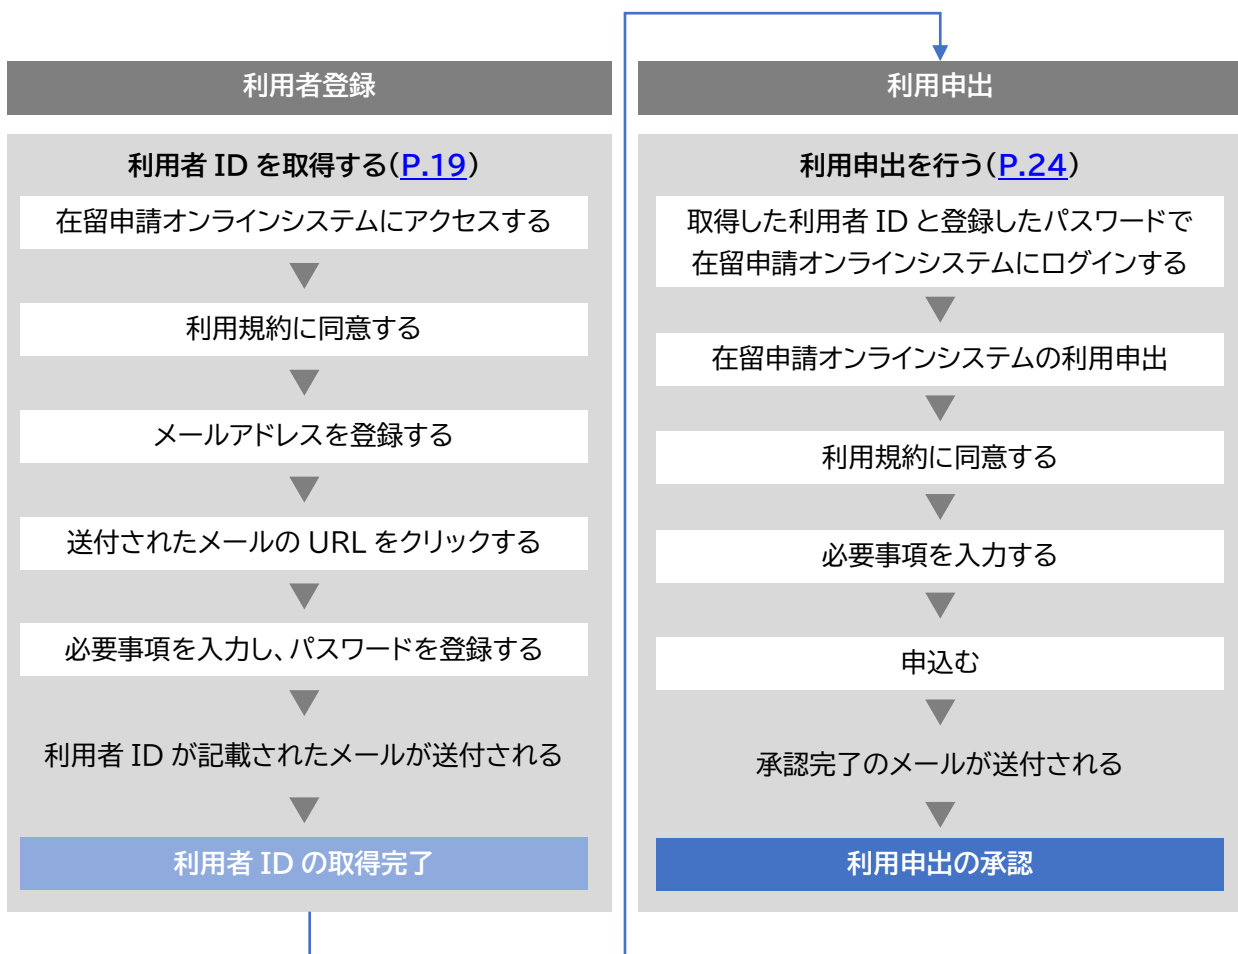 利用者登録
利用者 ID を取得する(P.19)
在留申請オンラインシステムにアクセスする
利用規約に同意する
メールアドレスを登録する
送付されたメールの URL をクリックする
必要事項を入力し、パスワードを登録する
利用者 ID が記載されたメールが送付される
利用者 ID の取得完了
利用申出
利用申出を行う(P.24)
取得した利用者 ID と登録したパスワードで
在留申請オンラインシステムにログインする
在留申請オンラインシステムの利用申出
利用規約に同意する
必要事項を入力する
申込む
承認完了のメールが送付される
利用申出の承認